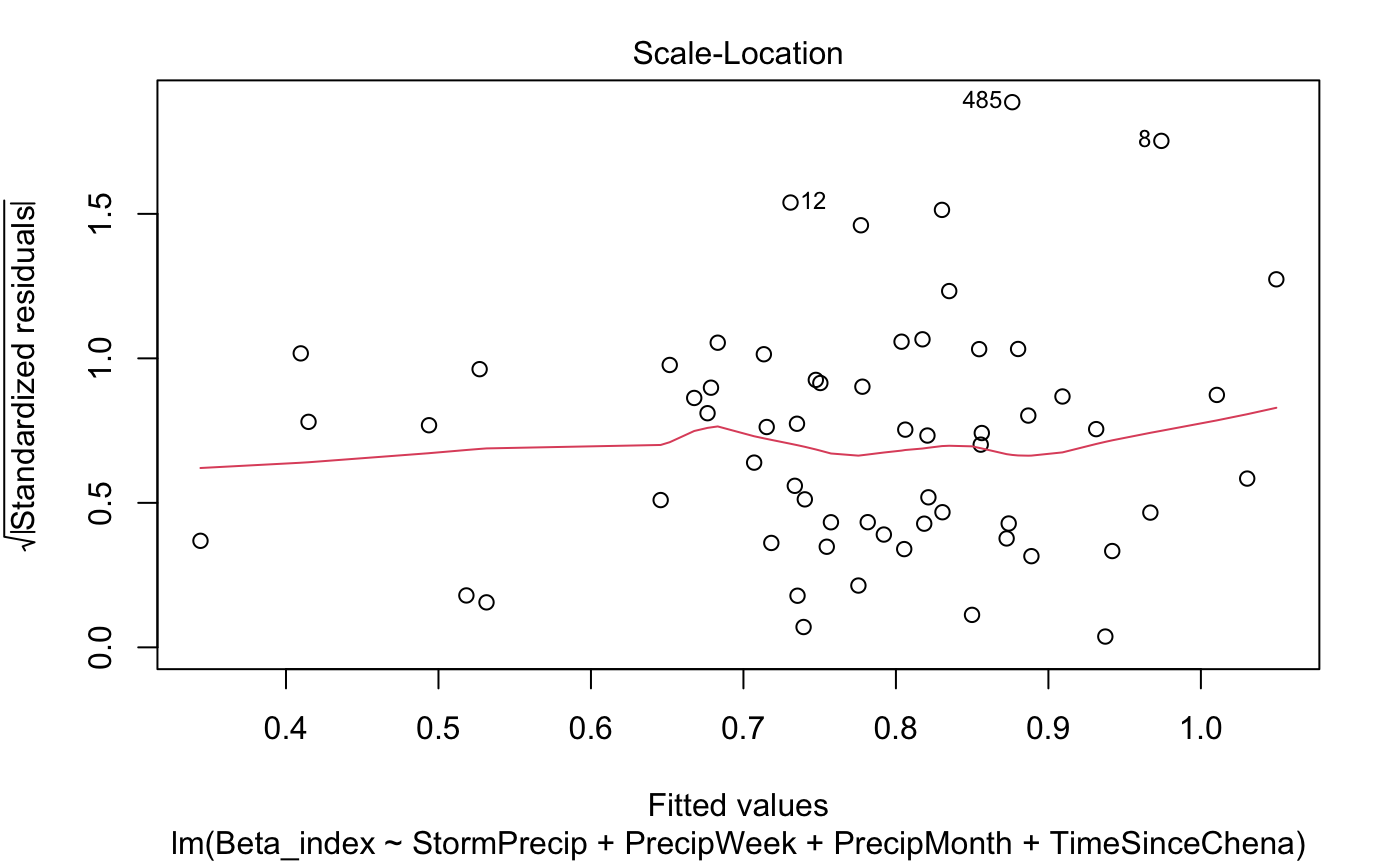 Scale-Location
485
8
12
√|Standardized residuals|
0.0
0.5
1.0
1.5
0.4 0.5 0.6 0.7 0.8 0.9 1.0
Fitted values
lm(Beta_index ~ StormPrecip + PrecipWeek + PrecipMonth + TimeSinceChena)